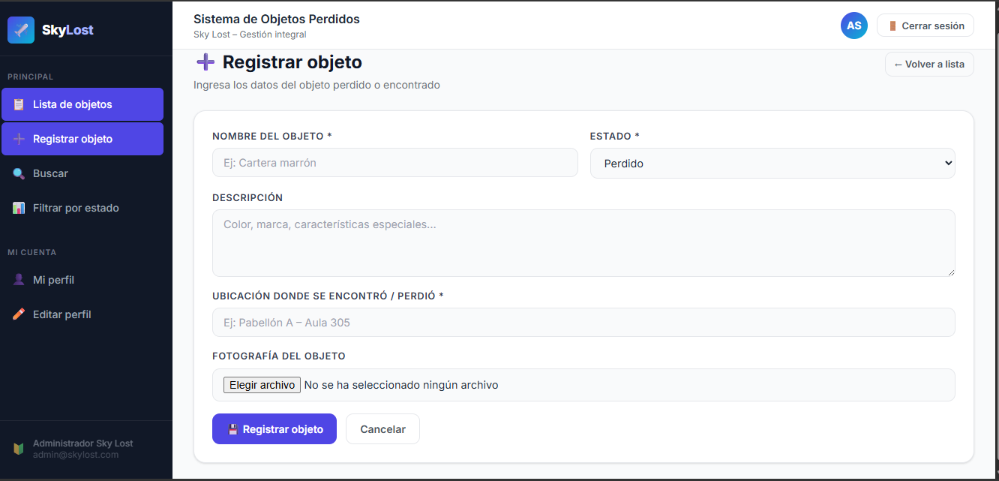 SkyLost
PRINCIPAL
Lista de objetos
Registrar objeto
Buscar
Filtrar por estado
MI CUENTA
Mi perfil
Editar perfil
Administrador Sky Lost
admin@skylost.com
Sistema de Objetos Perdidos
Sky Lost – Gestión integral
AS
Cerrar sesión
Registrar objeto
← Volver a lista
Ingresa los datos del objeto perdido o encontrado
NOMBRE DEL OBJETO *
Ej: Cartera marrón
ESTADO *
Perdido
DESCRIPCIÓN
Color, marca, características especiales...
UBICACIÓN DONDE SE ENCONTRÓ / PERDIÓ *
Ej: Pabellón A – Aula 305
FOTOGRAFÍA DEL OBJETO
Elegir archivo No se ha seleccionado ningún archivo
Registrar objeto
Cancelar